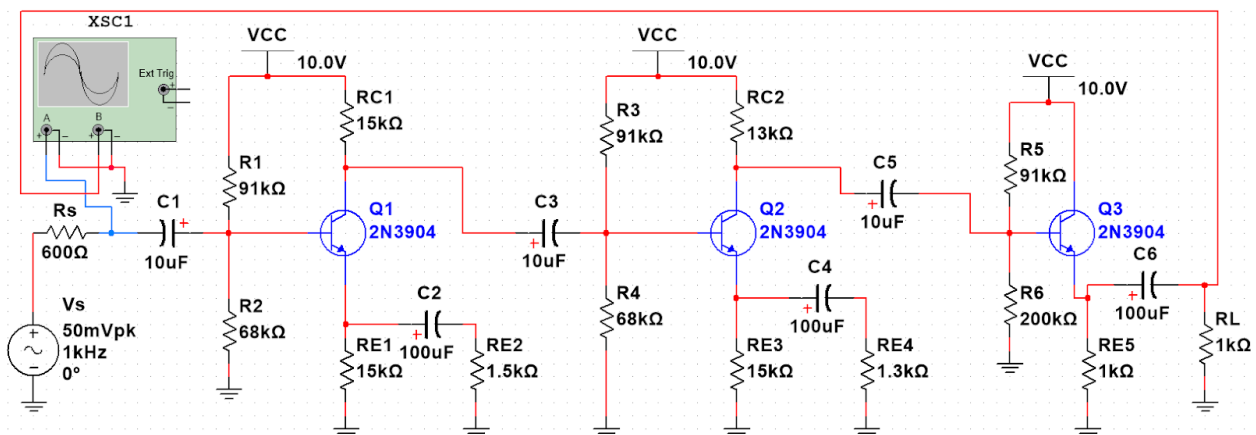 XSC1
Ext Trig
+
−
A
B
+
−
+
−
VCC
10.0V
VCC
10.0V
VCC
10.0V
RC1
15kΩ
R3
91kΩ
RC2
13kΩ
R1
91kΩ
C5
+
10uF
R5
91kΩ
Rs
600Ω
C1
+
10uF
Q1
2N3904
C3
+
10uF
Q2
2N3904
Q3
2N3904
C6
+
100uF
Vs
50mVpk
1kHz
0°
+
−
R2
68kΩ
C2
+
100uF
R4
68kΩ
C4
+
100uF
R6
200kΩ
RL
1kΩ
RE1
15kΩ
RE2
1.5kΩ
RE3
15kΩ
RE4
1.3kΩ
RE5
1kΩ